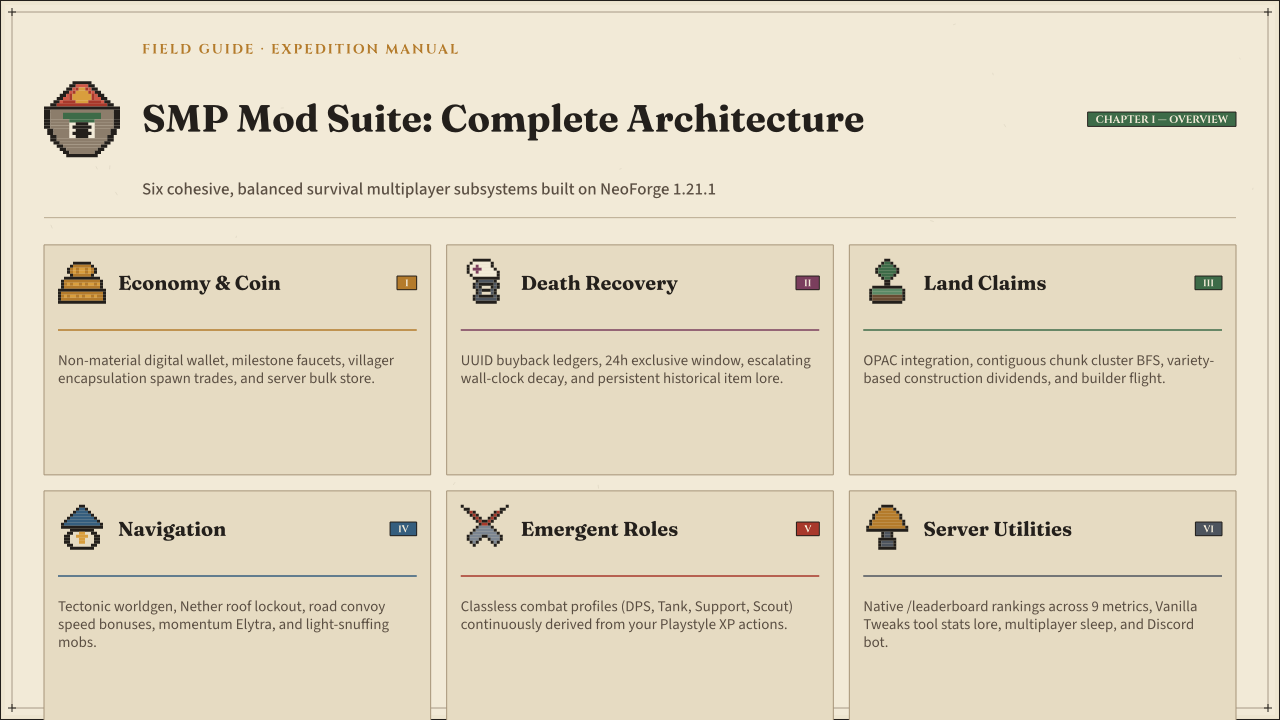 FIELD GUIDE · EXPEDITION MANUAL
SMP Mod Suite: Complete Architecture
CHAPTER I — OVERVIEW
Six cohesive, balanced survival multiplayer subsystems built on NeoForge 1.21.1
Economy & Coin
I
Non-material digital wallet, milestone faucets, villager
encapsulation spawn trades, and server bulk store.
Death Recovery
II
UUID buyback ledgers, 24h exclusive window, escalating
wall-clock decay, and persistent historical item lore.
Land Claims
III
OPAC integration, contiguous chunk cluster BFS, variety-
based construction dividends, and builder flight.
Navigation
IV
Tectonic worldgen, Nether roof lockout, road convoy
speed bonuses, momentum Elytra, and light-snuffing
mobs.
Emergent Roles
V
Classless combat profiles (DPS, Tank, Support, Scout)
continuously derived from your Playstyle XP actions.
Server Utilities
VI
Native /leaderboard rankings across 9 metrics, Vanilla
Tweaks tool stats lore, multiplayer sleep, and Discord
bot.